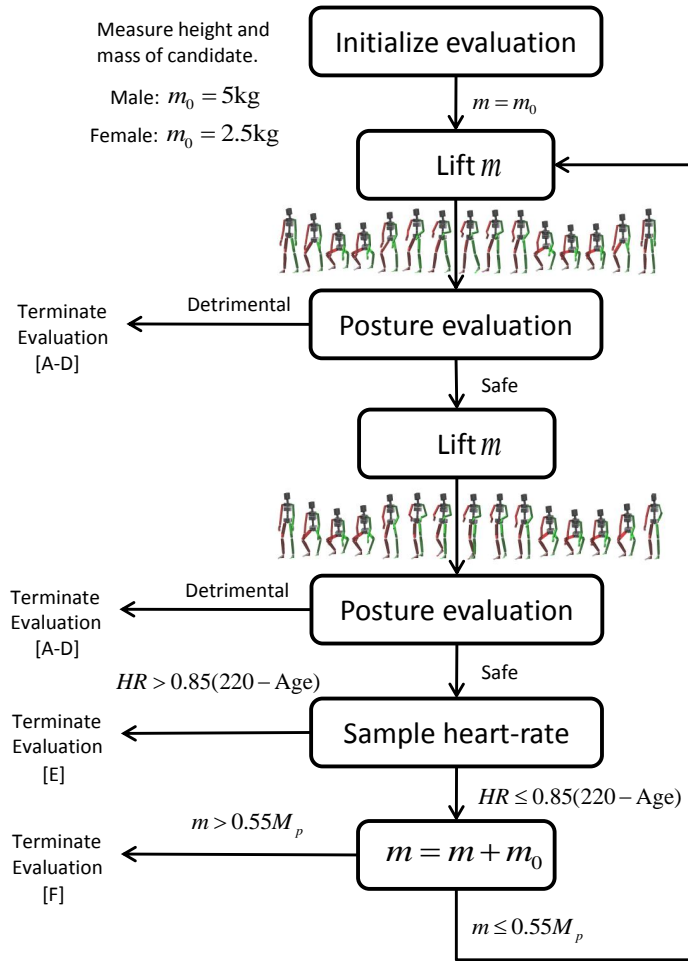 Measure height and
mass of candidate.
Male: m₀ = 5kg
Female: m₀ = 2.5kg
Initialize evaluation
m = m₀
Lift m
Posture evaluation
Detrimental
Terminate
Evaluation
[A-D]
Safe
Lift m
Posture evaluation
Detrimental
Terminate
Evaluation
[A-D]
Safe
HR > 0.85(220 − Age)
Sample heart-rate
Terminate
Evaluation
[E]
HR ≤ 0.85(220 − Age)
m > 0.55Mₚ
m = m + m₀
Terminate
Evaluation
[F]
m ≤ 0.55Mₚ